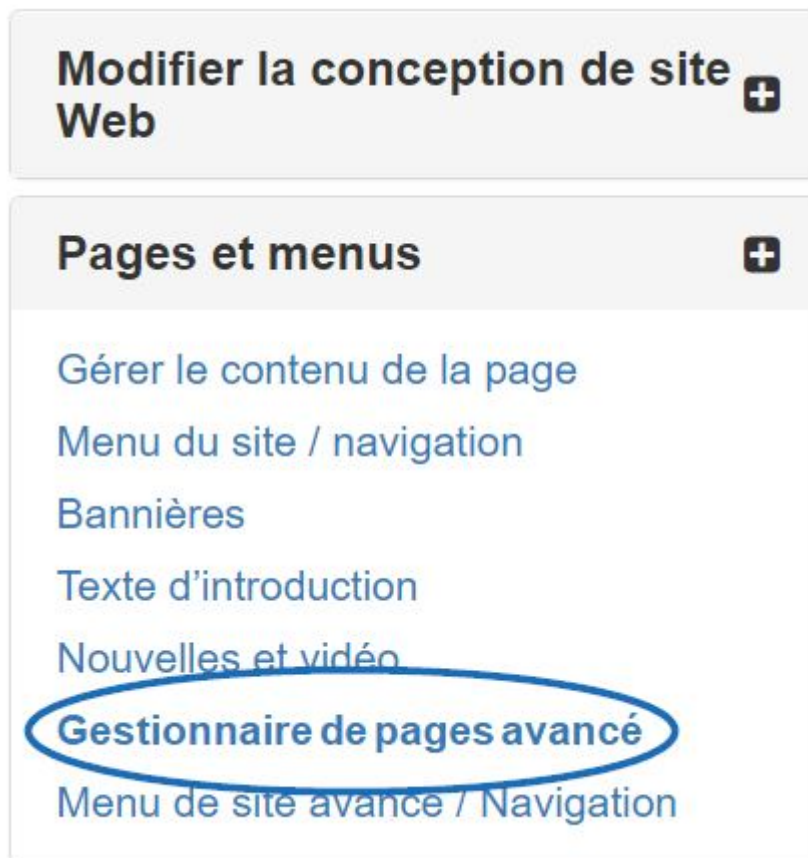 Modifier la conception de site
Web
Pages et menus
Gérer le contenu de la page
Menu du site / navigation
Bannières
Texte d’introduction
Nouvelles et vidéo
Gestionnaire de pages avancé
Menu de site avancé / Navigation